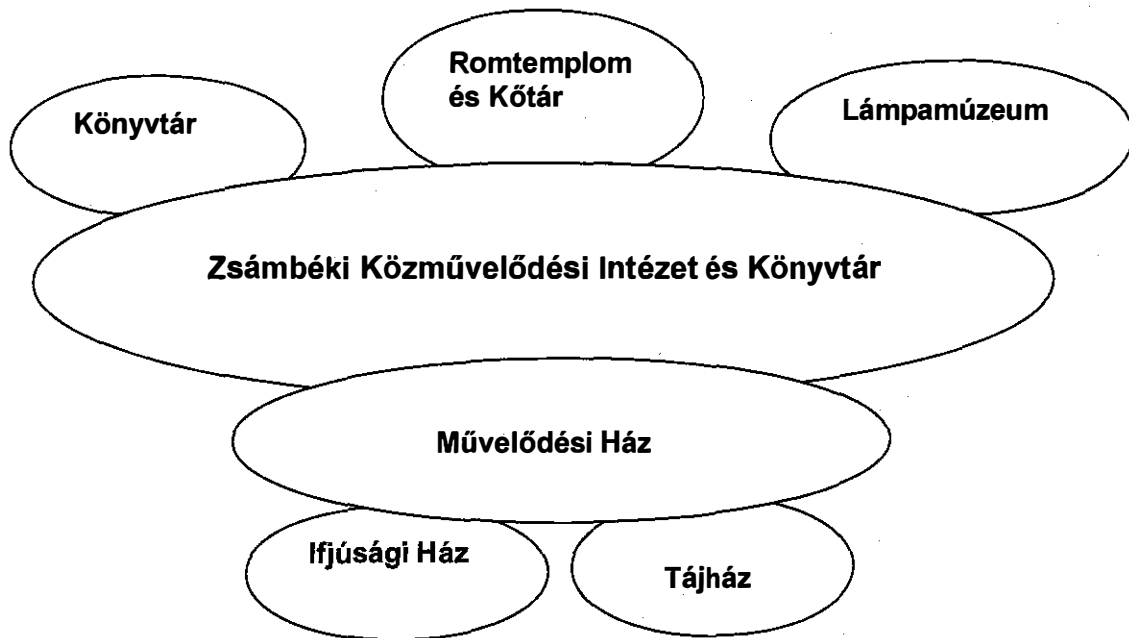 Romtemplom
és Kőtár
Könyvtár
Lámpamúzeum
Zsámbéki Közművelődési Intézet és Könyvtár
Művelődési Ház
Ifjúsági Ház
Tájház